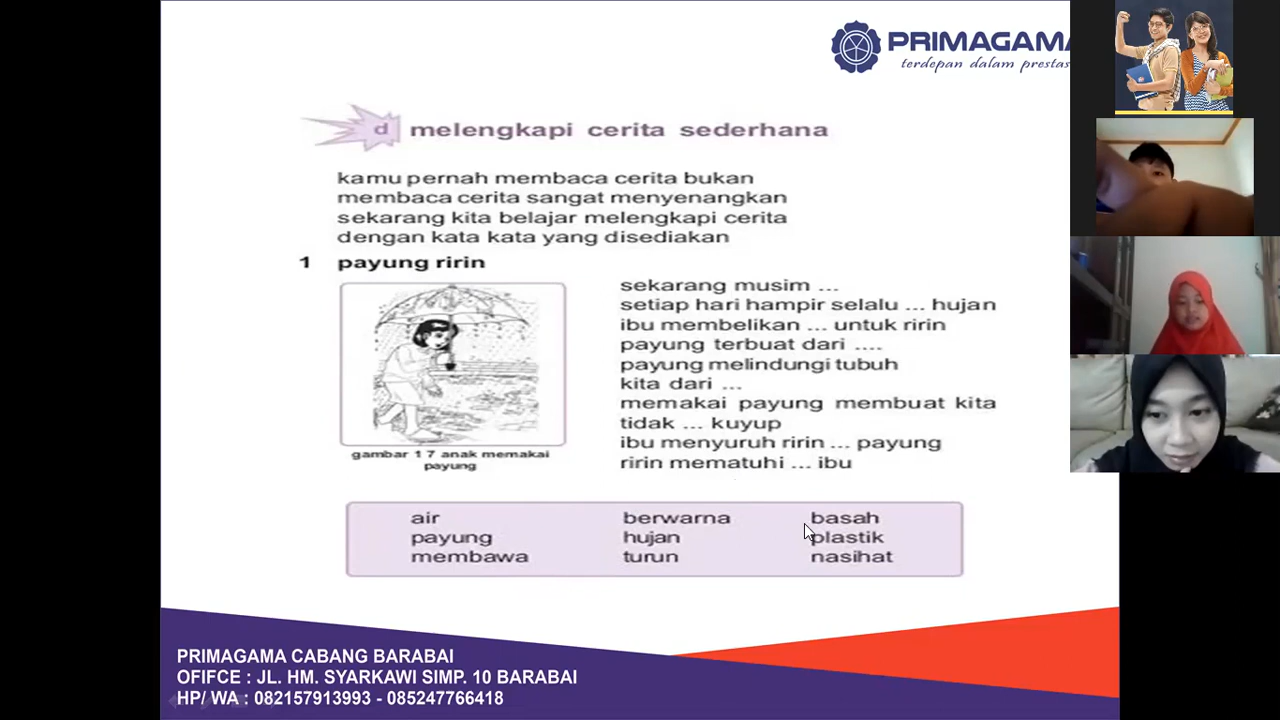 PRIMAGAMA
terdepan dalam prestas
d melengkapi cerita sederhana
kamu pernah membaca cerita bukan
membaca cerita sangat menyenangkan
sekarang kita belajar melengkapi cerita
dengan kata kata yang disediakan
1 payung ririn
sekarang musim ...
setiap hari hampir selalu ... hujan
ibu membelikan ... untuk ririn
payung terbuat dari ....
payung melindungi tubuh
kita dari ...
memakai payung membuat kita
tidak ... kuyup
ibu menyuruh ririn ... payung
ririn mematuhi ... ibu
gambar 1 7 anak memakai
payung
air berwarna basah
payung hujan plastik
membawa turun nasihat
PRIMAGAMA CABANG BARABAI
OFIFCE : JL. HM. SYARKAWI SIMP. 10 BARABAI
HP/ WA : 082157913993 - 085247766418